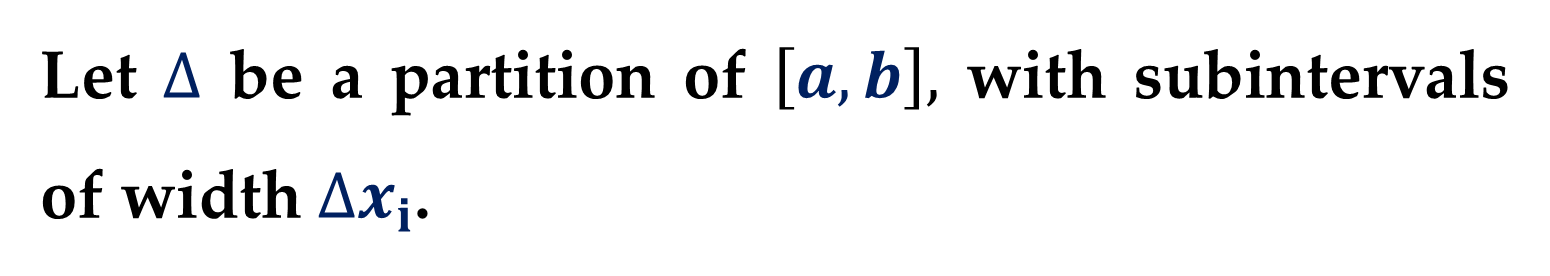 Let Δ be a partition of [a, b], with subintervals
of width Δxᵢ.